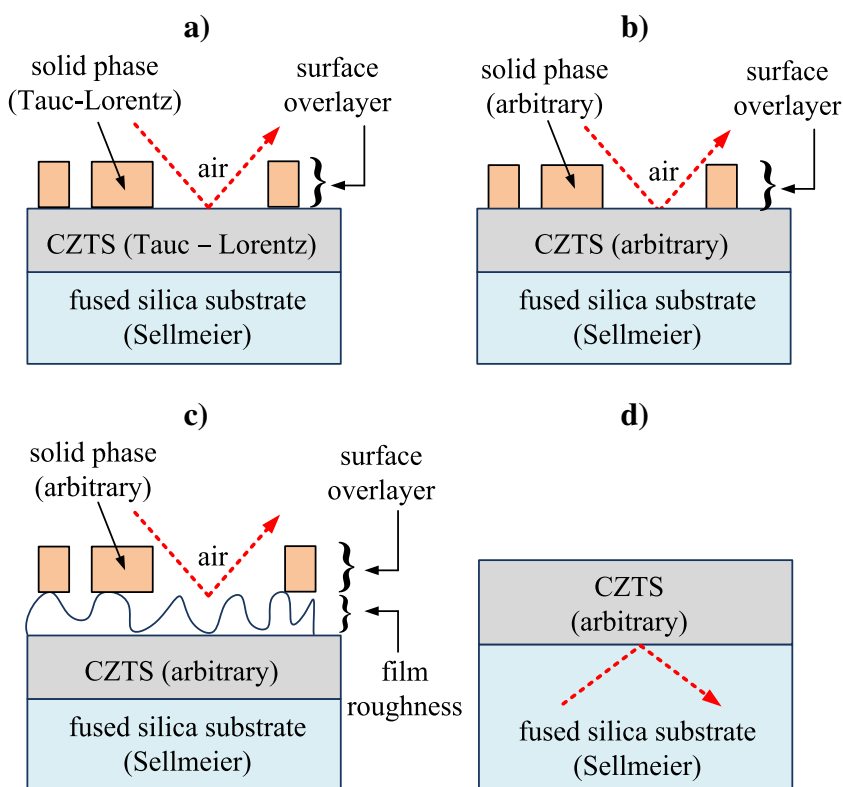 a)
solid phase
(Tauc-Lorentz)
surface
overlayer
air
CZTS (Tauc – Lorentz)
fused silica substrate
(Sellmeier)
b)
solid phase
(arbitrary)
surface
overlayer
air
CZTS (arbitrary)
fused silica substrate
(Sellmeier)
c)
solid phase
(arbitrary)
surface
overlayer
air
film
roughness
CZTS (arbitrary)
fused silica substrate
(Sellmeier)
d)
CZTS
(arbitrary)
fused silica substrate
(Sellmeier)